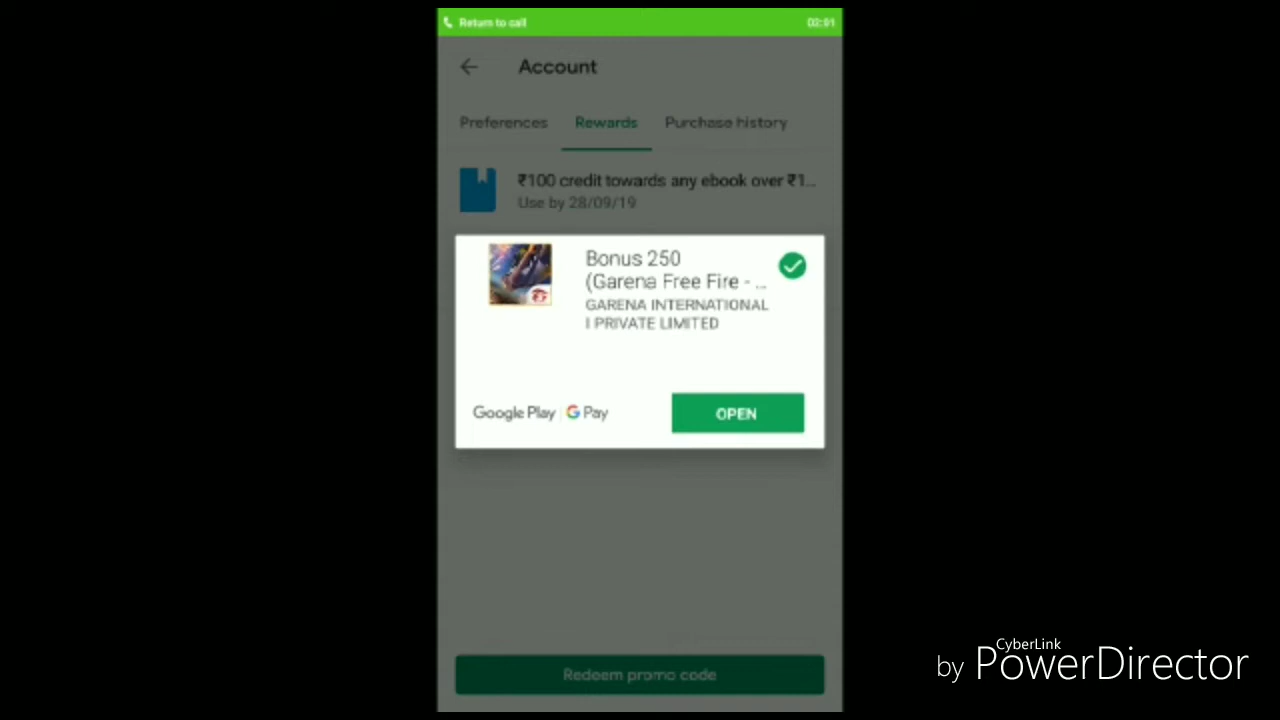 Return to call
Account
Preferences Rewards Purchase history
₹100 credit towards any ebook over ₹1...
Use by 28/09/19
Bonus 250
(Garena Free Fire - ...
GARENA INTERNATIONAL
I PRIVATE LIMITED
Google Play G Pay
OPEN
Redeem promo code
CyberLink
by PowerDirector